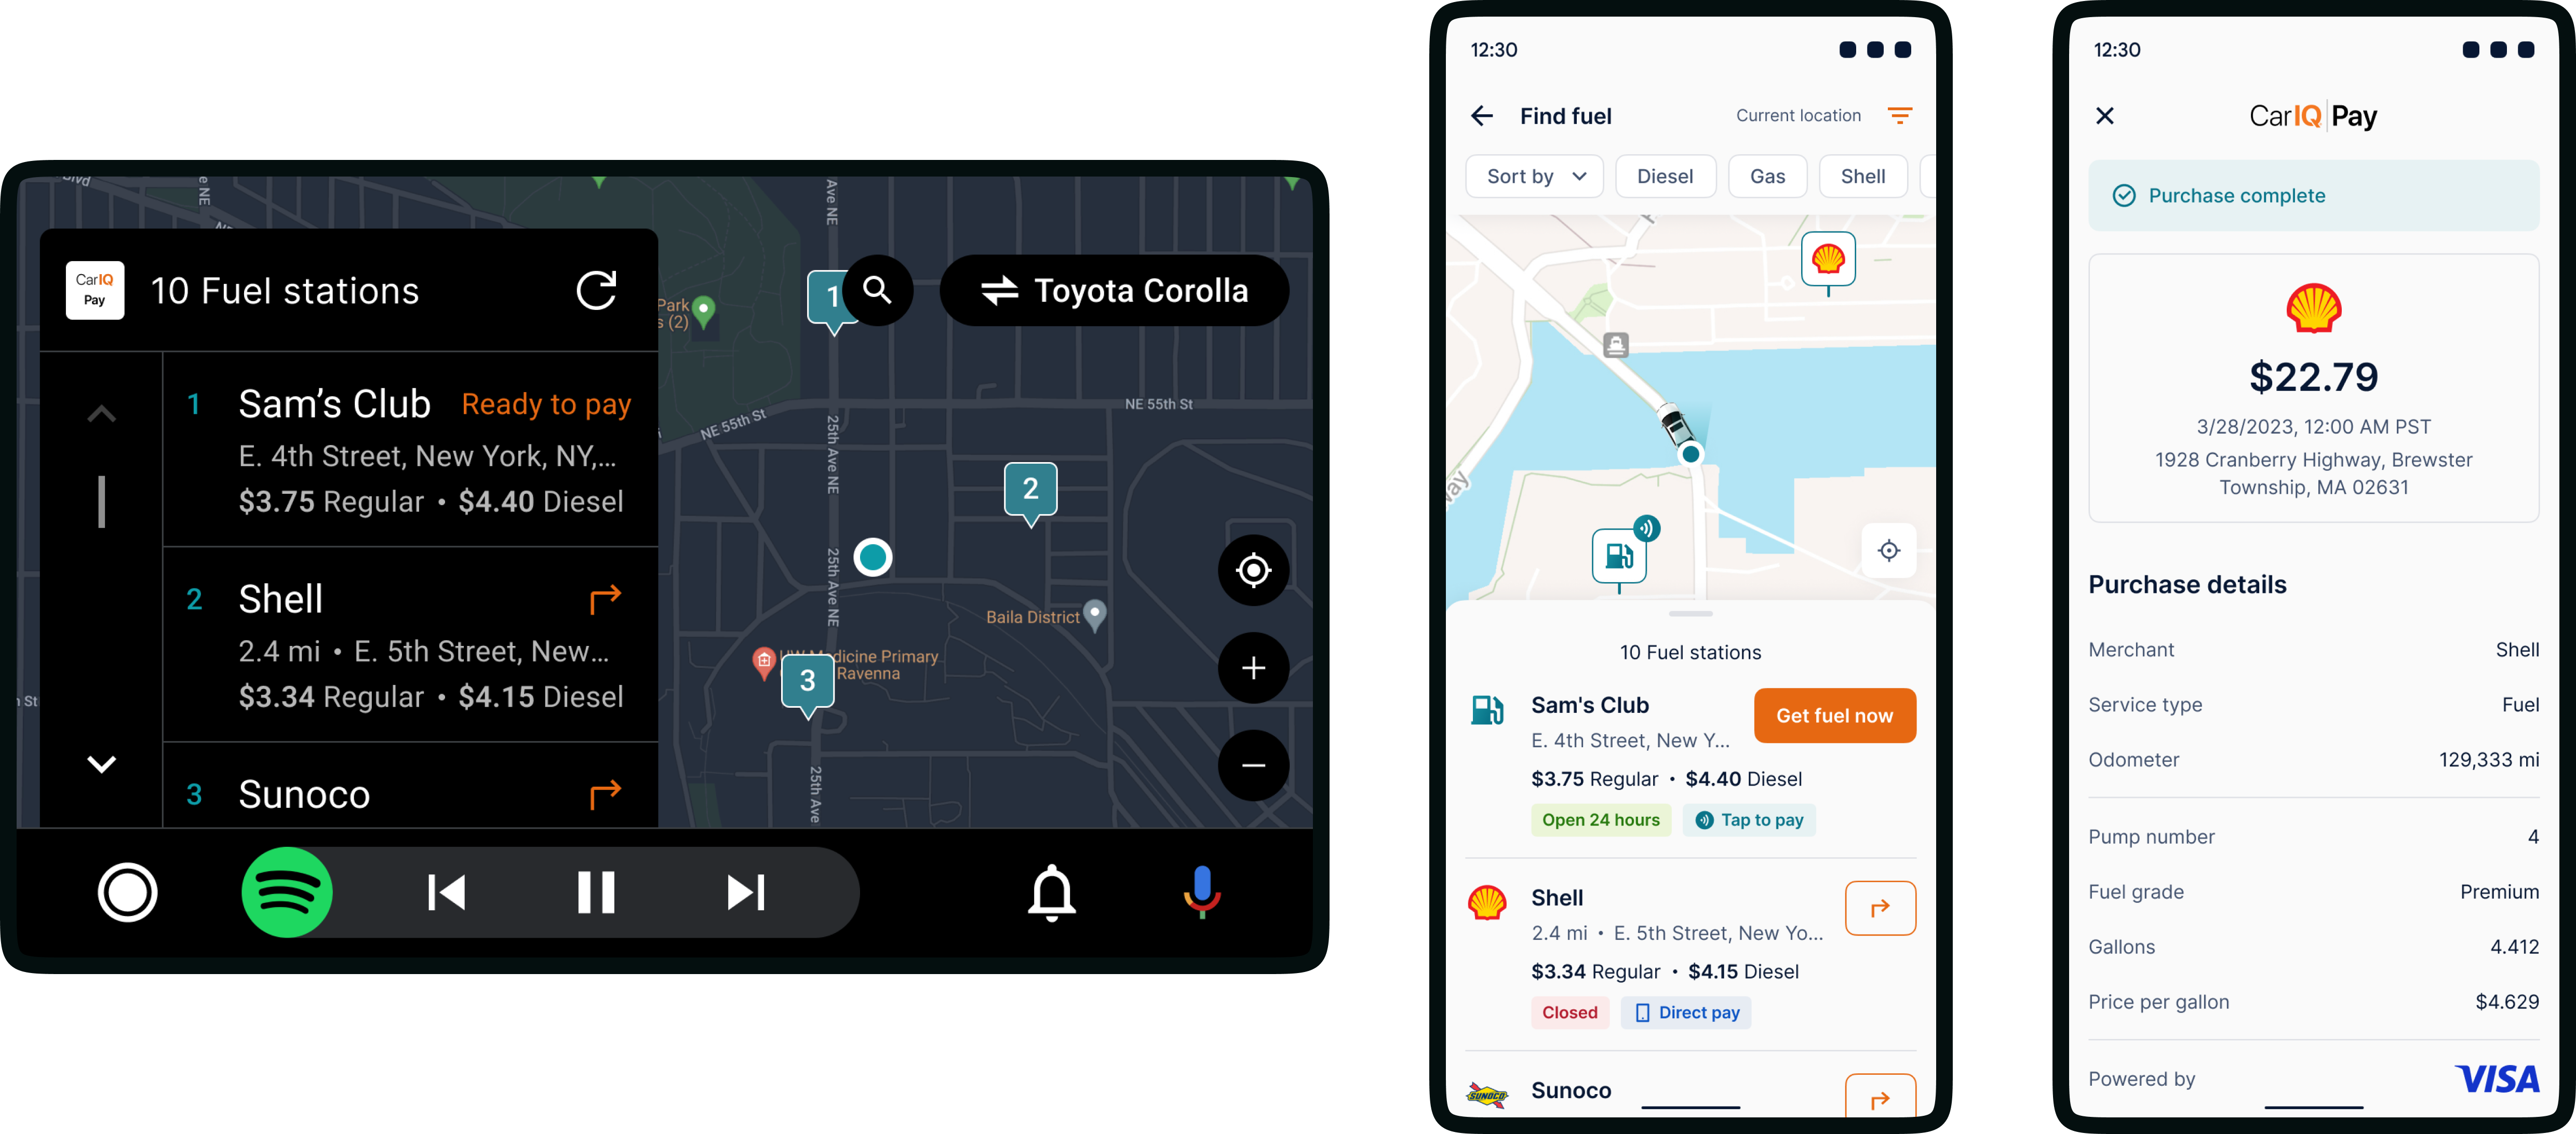 Blvd
e NE
NE
Ave NE
CarIQ
Pay
10 Fuel stations
Park
s (2)
1
Toyota Corolla
1
Sam’s Club
Ready to pay
E. 4th Street, New York, NY,...
$3.75 Regular • $4.40 Diesel
NE 55th St
NE 55th St
25th Ave NE
2
2
Shell
2.4 mi • E. 5th Street, New...
$3.34 Regular • $4.15 Diesel
25th Ave NE
Baila District
UW Medicine Primary
Ravenna
3
n St
3
Sunoco
25th Ave
12:30
Find fuel
Current location
Sort by
Diesel
Gas
Shell
way
10 Fuel stations
Sam's Club
Get fuel now
E. 4th Street, New Y...
$3.75 Regular • $4.40 Diesel
Open 24 hours
Tap to pay
Shell
2.4 mi • E. 5th Street, New Yo...
$3.34 Regular • $4.15 Diesel
Closed
Direct pay
SUNOCO
Sunoco
12:30
CarIQ Pay
Purchase complete
$22.79
3/28/2023, 12:00 AM PST
1928 Cranberry Highway, Brewster
Township, MA 02631
Purchase details
Merchant
Shell
Service type
Fuel
Odometer
129,333 mi
Pump number
4
Fuel grade
Premium
Gallons
4.412
Price per gallon
$4.629
Powered by
VISA